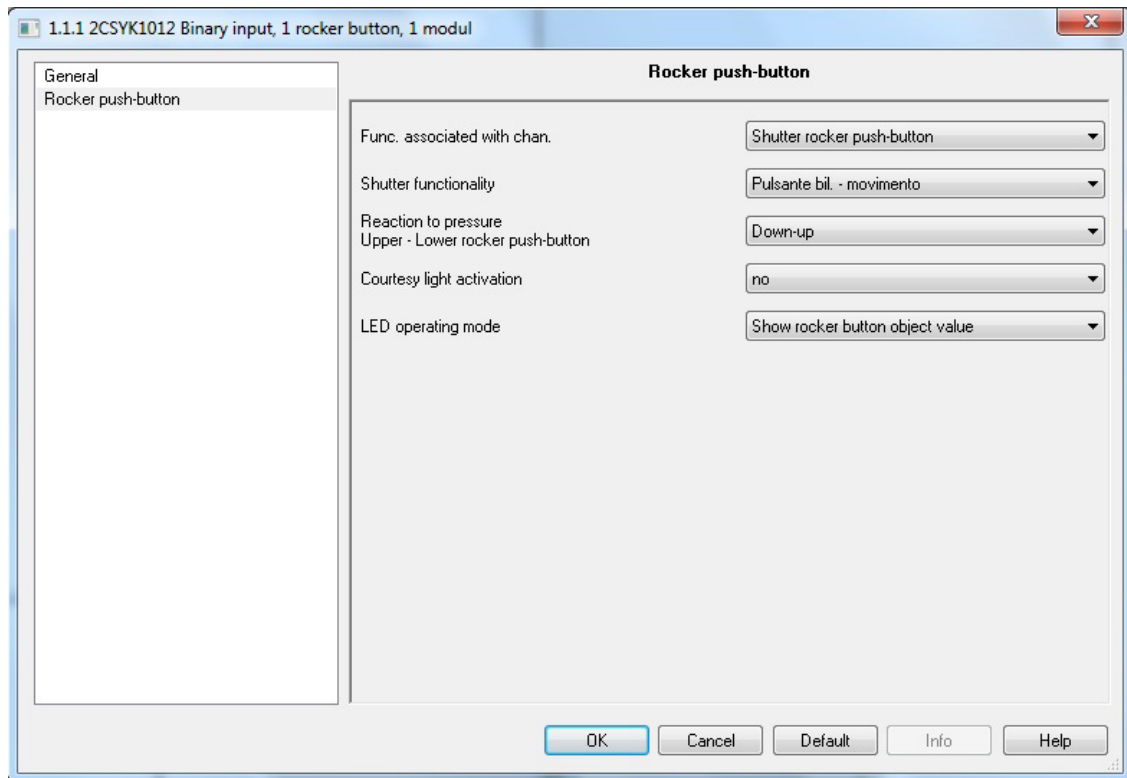 1.1.1 2CSYK1012 Binary input, 1 rocker button, 1 modul
General
Rocker push-button
Rocker push-button
Func. associated with chan.
Shutter rocker push-button
Shutter functionality
Pulsante bil. - movimento
Reaction to pressure
Upper - Lower rocker push-button
Down-up
Courtesy light activation
no
LED operating mode
Show rocker button object value
OK
Cancel
Default
Info
Help